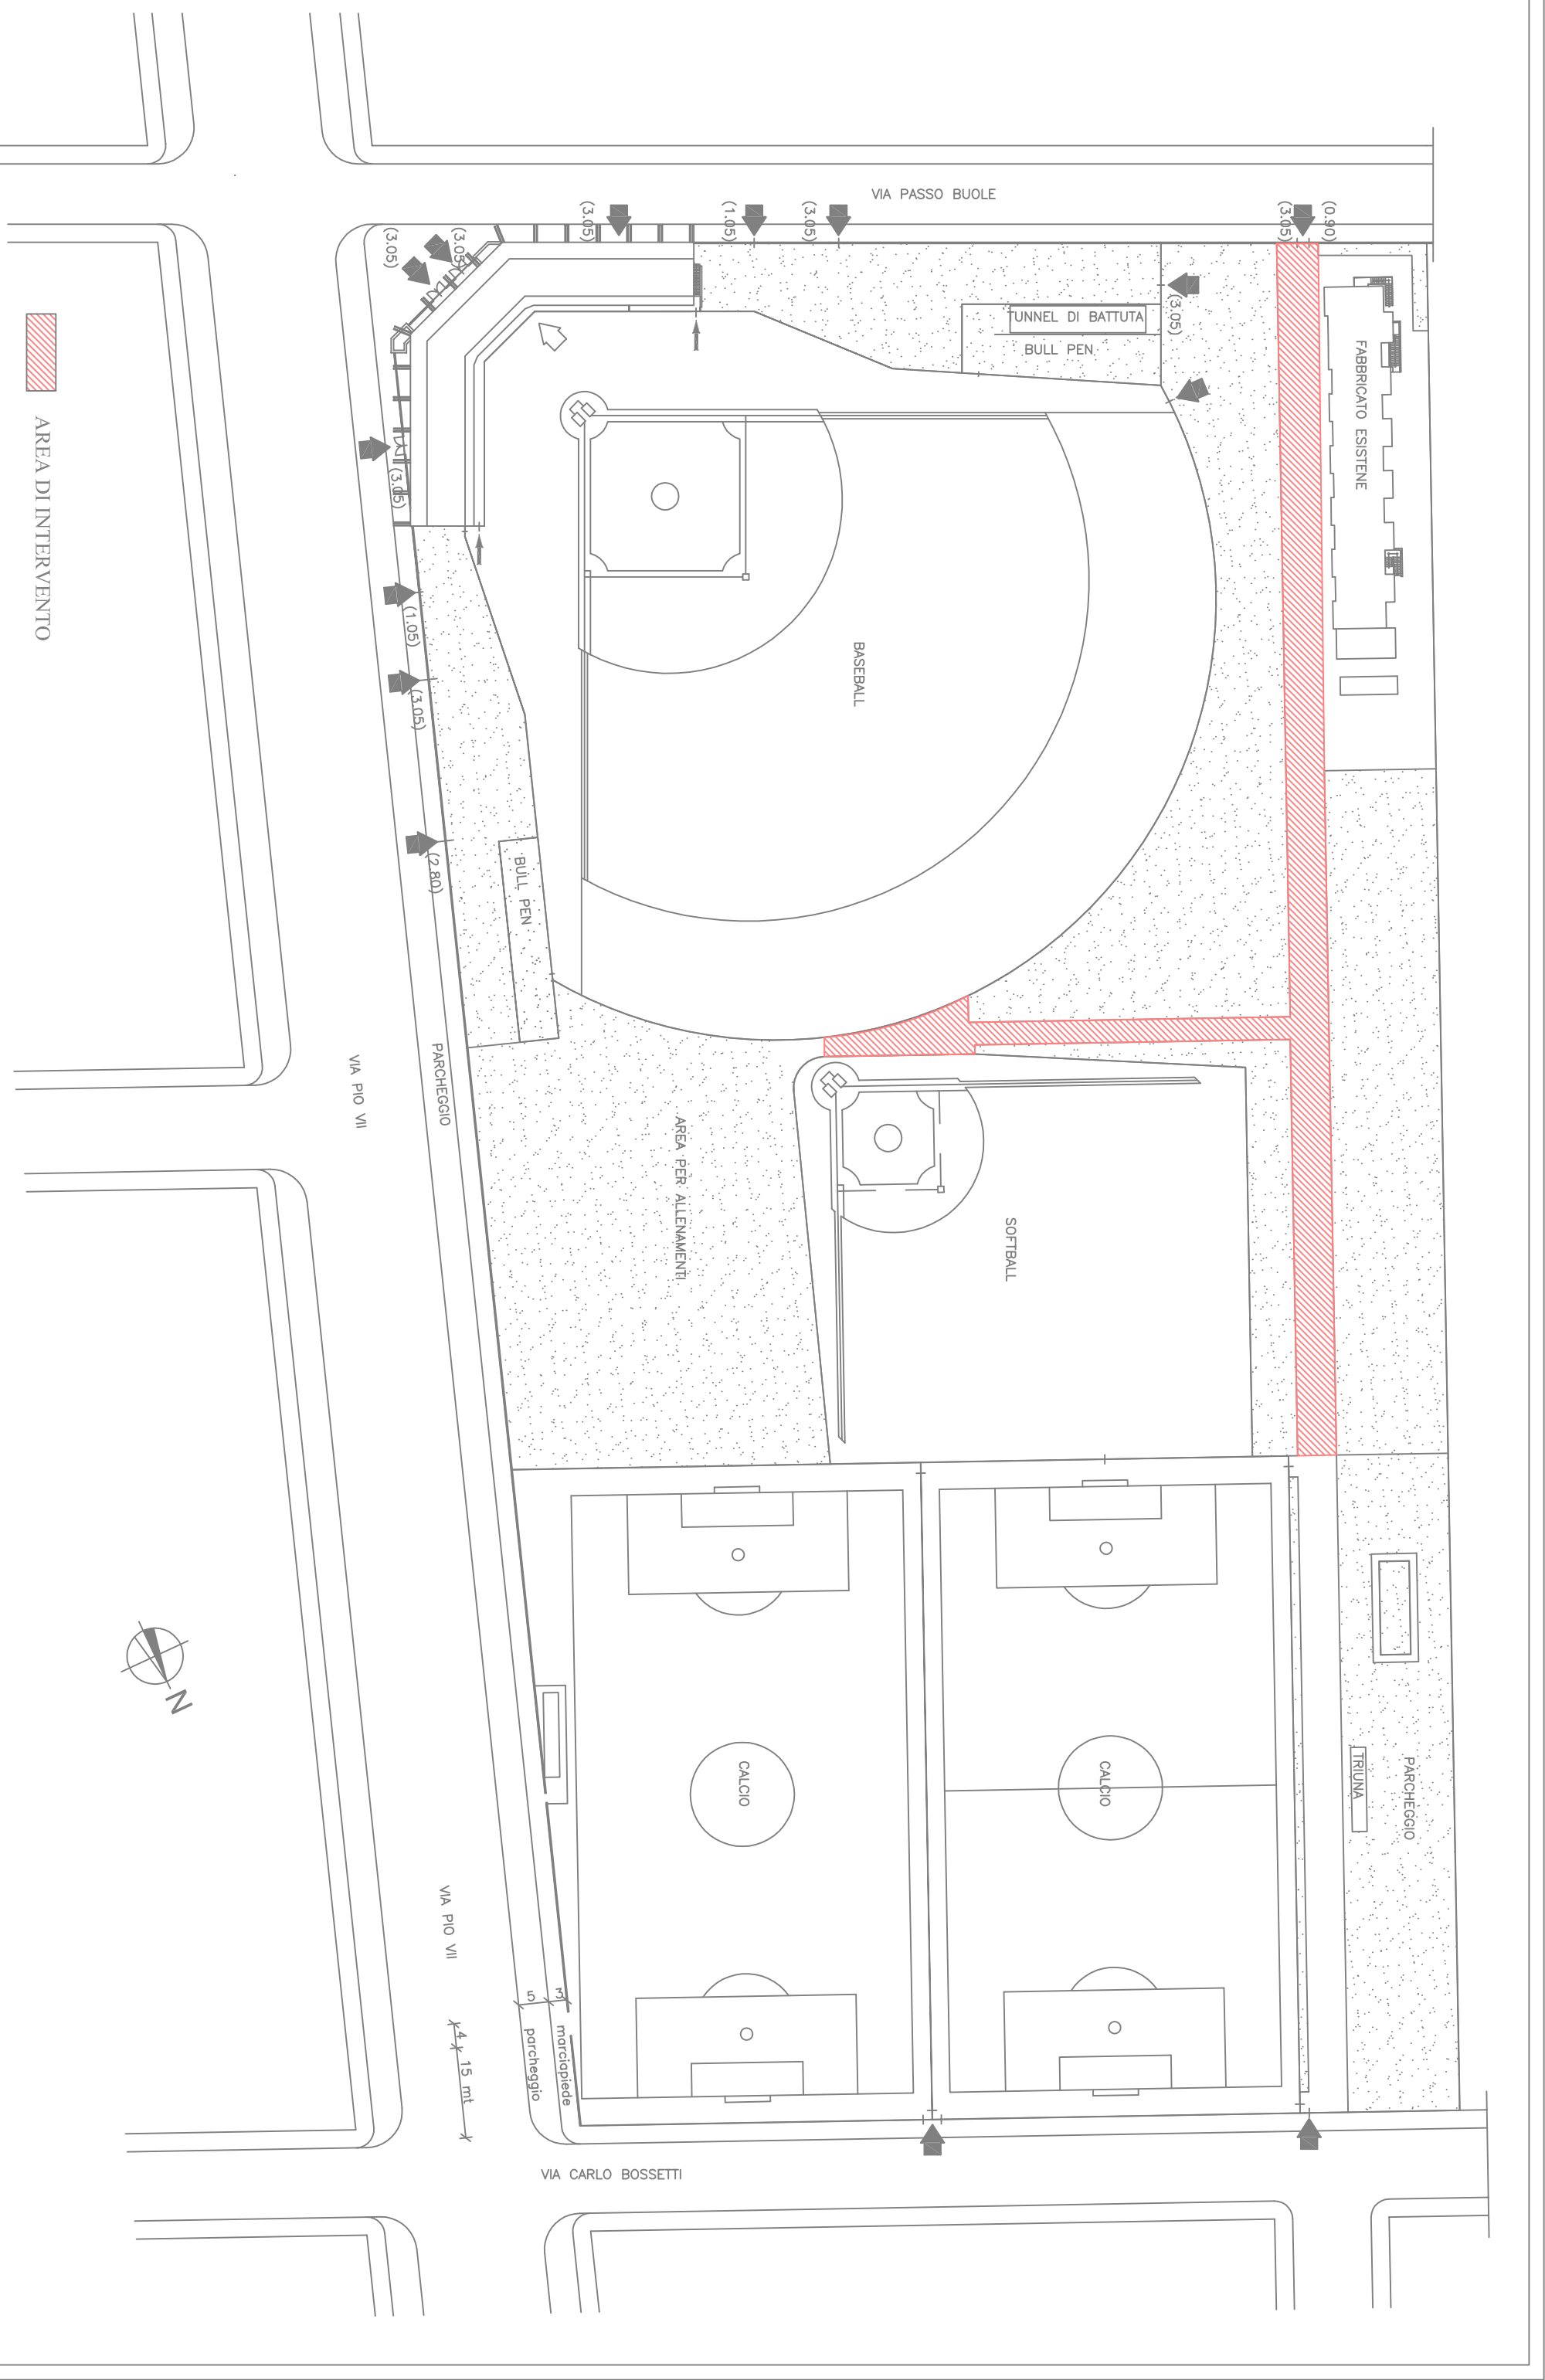 VIA PASSO BUOLE
(3.05)
(1.05)
(3.05)
(3.05)
(0.90)
(3.05)
(3.05)
(3.05)
TUNNEL DI BATTUTA
BULL PEN
FABBRICATO ESISTENE
AREA DI INTERVENTO
(3.05)
(1.05)
(3.05)
(2.80)
BASEBALL
BULL PEN
VIA PIO VII
PARCHEGGIO
AREA PER ALLENAMENTI
SOFTBALL
N
CALCIO
CALCIO
TRIUNA
PARCHEGGIO
VIA PIO VII
5
3
4
15 mt
parcheggio
marciapiede
VIA CARLO BOSSETTI